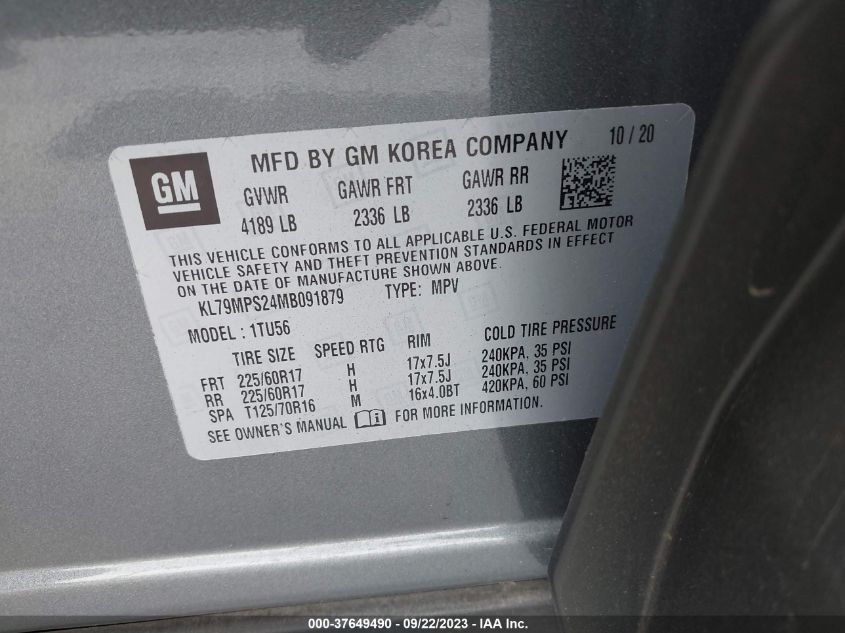 GM
MFD BY GM KOREA COMPANY 10 / 20
GVWR GAWR FRT GAWR RR
4189 LB 2336 LB 2336 LB
THIS VEHICLE CONFORMS TO ALL APPLICABLE U.S. FEDERAL MOTOR
VEHICLE SAFETY AND THEFT PREVENTION STANDARDS IN EFFECT
ON THE DATE OF MANUFACTURE SHOWN ABOVE.
KL79MPS24MB091879 TYPE: MPV
MODEL: 1TU56
TIRE SIZE SPEED RTG RIM COLD TIRE PRESSURE
FRT 225/60R17 H 17x7.5J 240KPA, 35 PSI
RR 225/60R17 H 17x7.5J 240KPA, 35 PSI
SPA T125/70R16 M 16x4.0BT 420KPA, 60 PSI
SEE OWNER'S MANUAL FOR MORE INFORMATION.
000-37649490 - 09/22/2023 - IAA Inc.